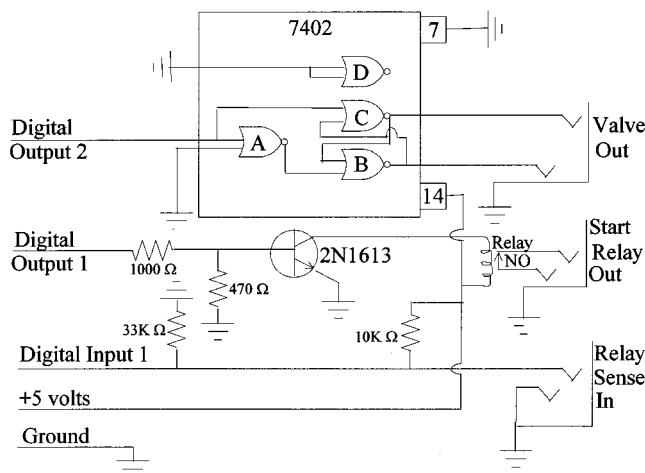 7402
7
D
C
Digital
Output 2
A
B
Valve
Out
14
Digital
Output 1
1000 Ω
2N1613
Relay
NO
Start
Relay
Out
470 Ω
33K Ω
10K Ω
Digital Input 1
Relay
Sense
In
+5 volts
Ground